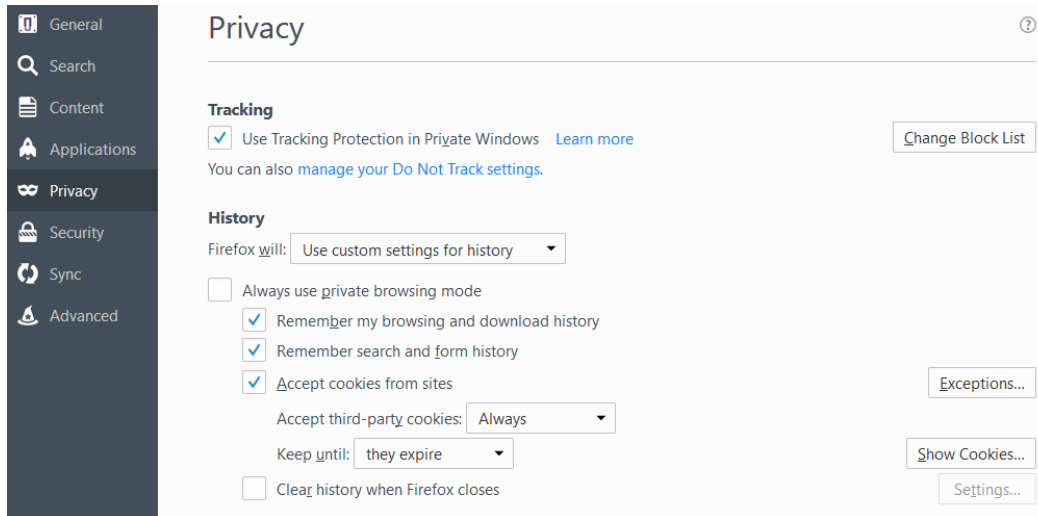 General
Search
Content
Applications
Privacy
Security
Sync
Advanced
Privacy
?
Tracking
Use Tracking Protection in Private Windows Learn more Change Block List
You can also manage your Do Not Track settings.
History
Firefox will: Use custom settings for history
Always use private browsing mode
Remember my browsing and download history
Remember search and form history
Accept cookies from sites Exceptions...
Accept third-party cookies: Always
Keep until: they expire Show Cookies...
Clear history when Firefox closes Settings...